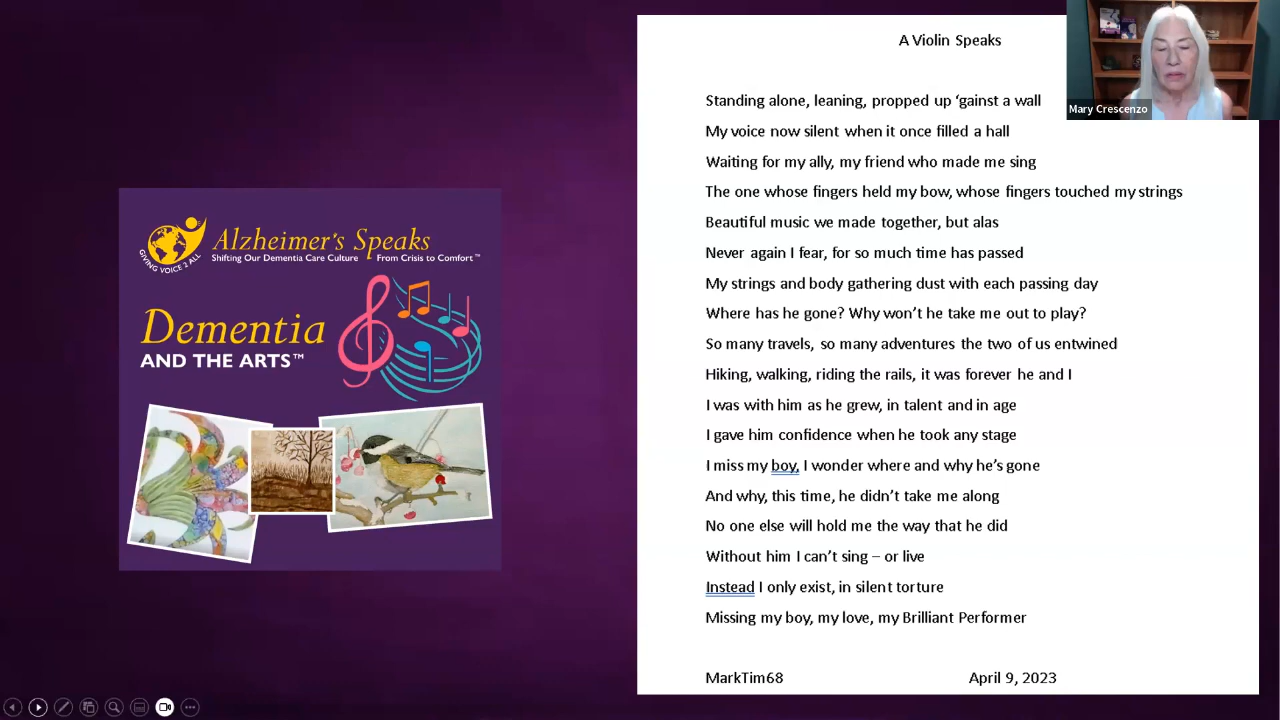 Alzheimer's Speaks
Shifting Our Dementia Care Culture From Crisis to Comfort™
GIVING VOICE 2 ALL
Dementia
AND THE ARTS™
A Violin Speaks
Standing alone, leaning, propped up ‘gainst a wall
My voice now silent when it once filled a hall
Waiting for my ally, my friend who made me sing
The one whose fingers held my bow, whose fingers touched my strings
Beautiful music we made together, but alas
Never again I fear, for so much time has passed
My strings and body gathering dust with each passing day
Where has he gone? Why won’t he take me out to play?
So many travels, so many adventures the two of us entwined
Hiking, walking, riding the rails, it was forever he and I
I was with him as he grew, in talent and in age
I gave him confidence when he took any stage
I miss my boy, I wonder where and why he’s gone
And why, this time, he didn’t take me along
No one else will hold me the way that he did
Without him I can’t sing – or live
Instead I only exist, in silent torture
Missing my boy, my love, my Brilliant Performer
MarkTim68 April 9, 2023
Mary Crescenzo